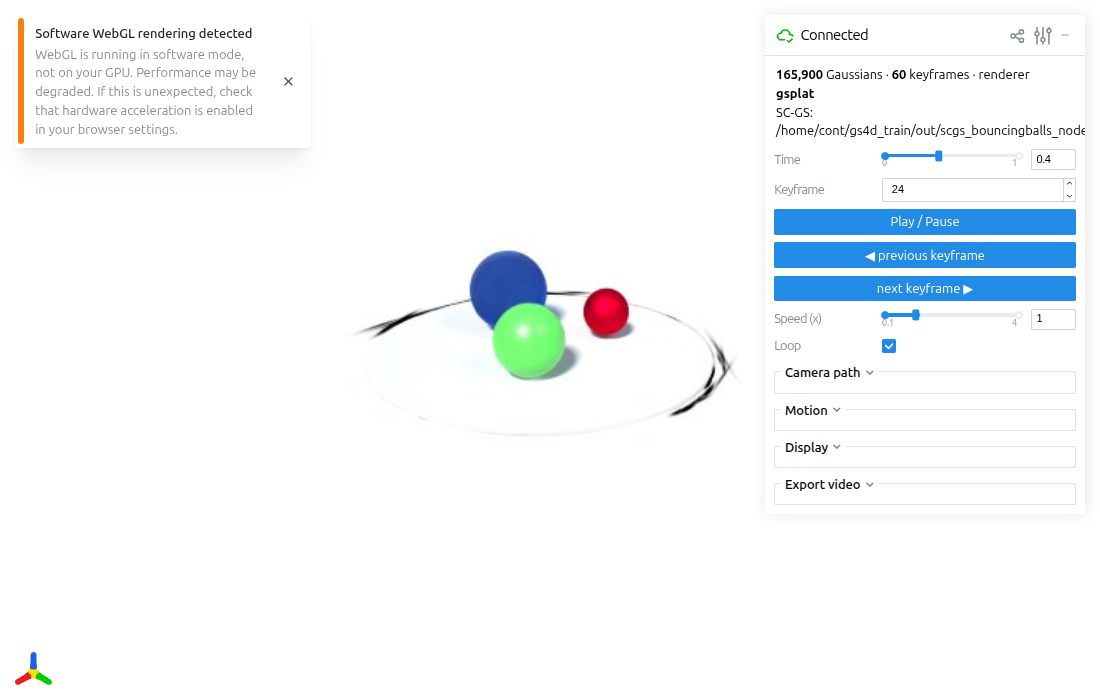 Software WebGL rendering detected
WebGL is running in software mode,
not on your GPU. Performance may be
degraded. If this is unexpected, check
that hardware acceleration is enabled
in your browser settings.
Connected
165,900 Gaussians · 60 keyframes · renderer
gsplat
SC-GS:
/home/cont/gs4d_train/out/scgs_bouncingballs_node
Time
0
1
0.4
Keyframe
24
Play / Pause
◀ previous keyframe
next keyframe ▶
Speed (x)
0.1
4
1
Loop
Camera path
Motion
Display
Export video